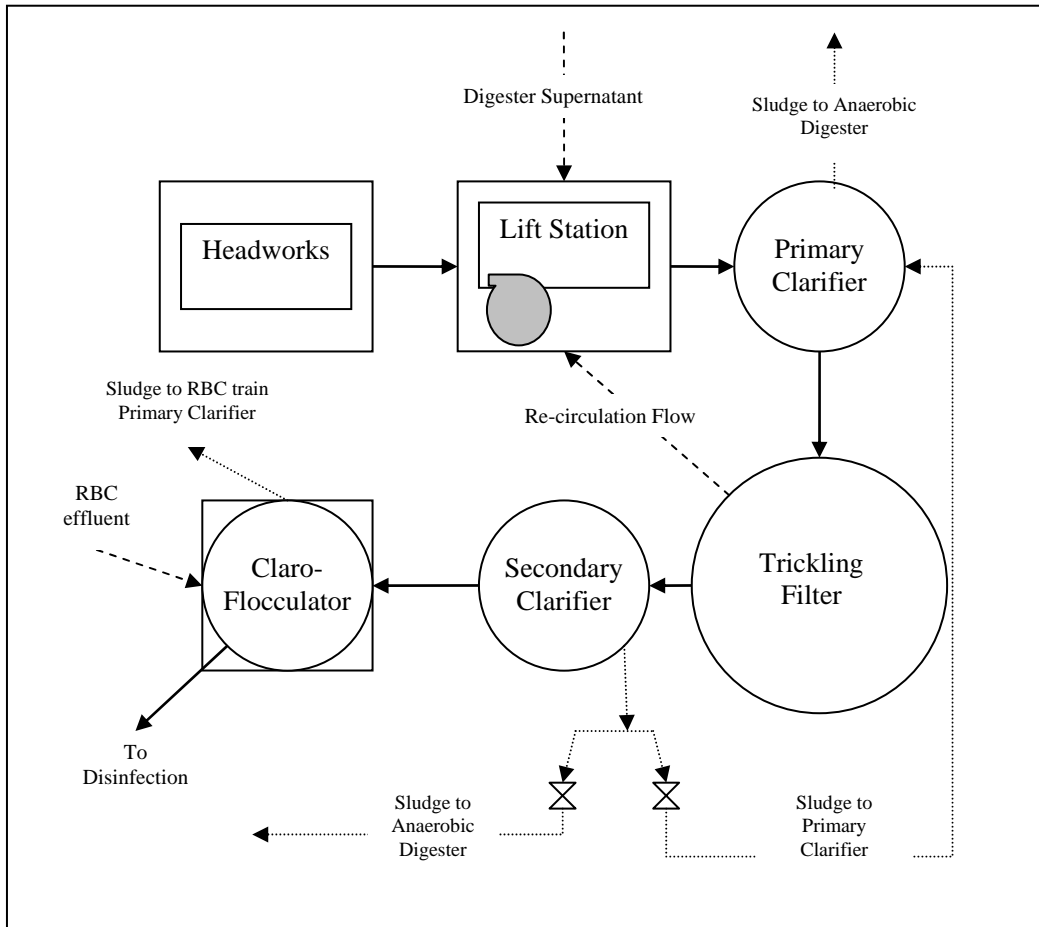 Digester Supernatant
Sludge to Anaerobic
Digester
Headworks
Lift Station
Primary
Clarifier
Sludge to RBC train
Primary Clarifier
Re-circulation Flow
RBC
effluent
Claro-
Flocculator
Secondary
Clarifier
Trickling
Filter
To
Disinfection
Sludge to
Anaerobic
Digester
Sludge to
Primary
Clarifier